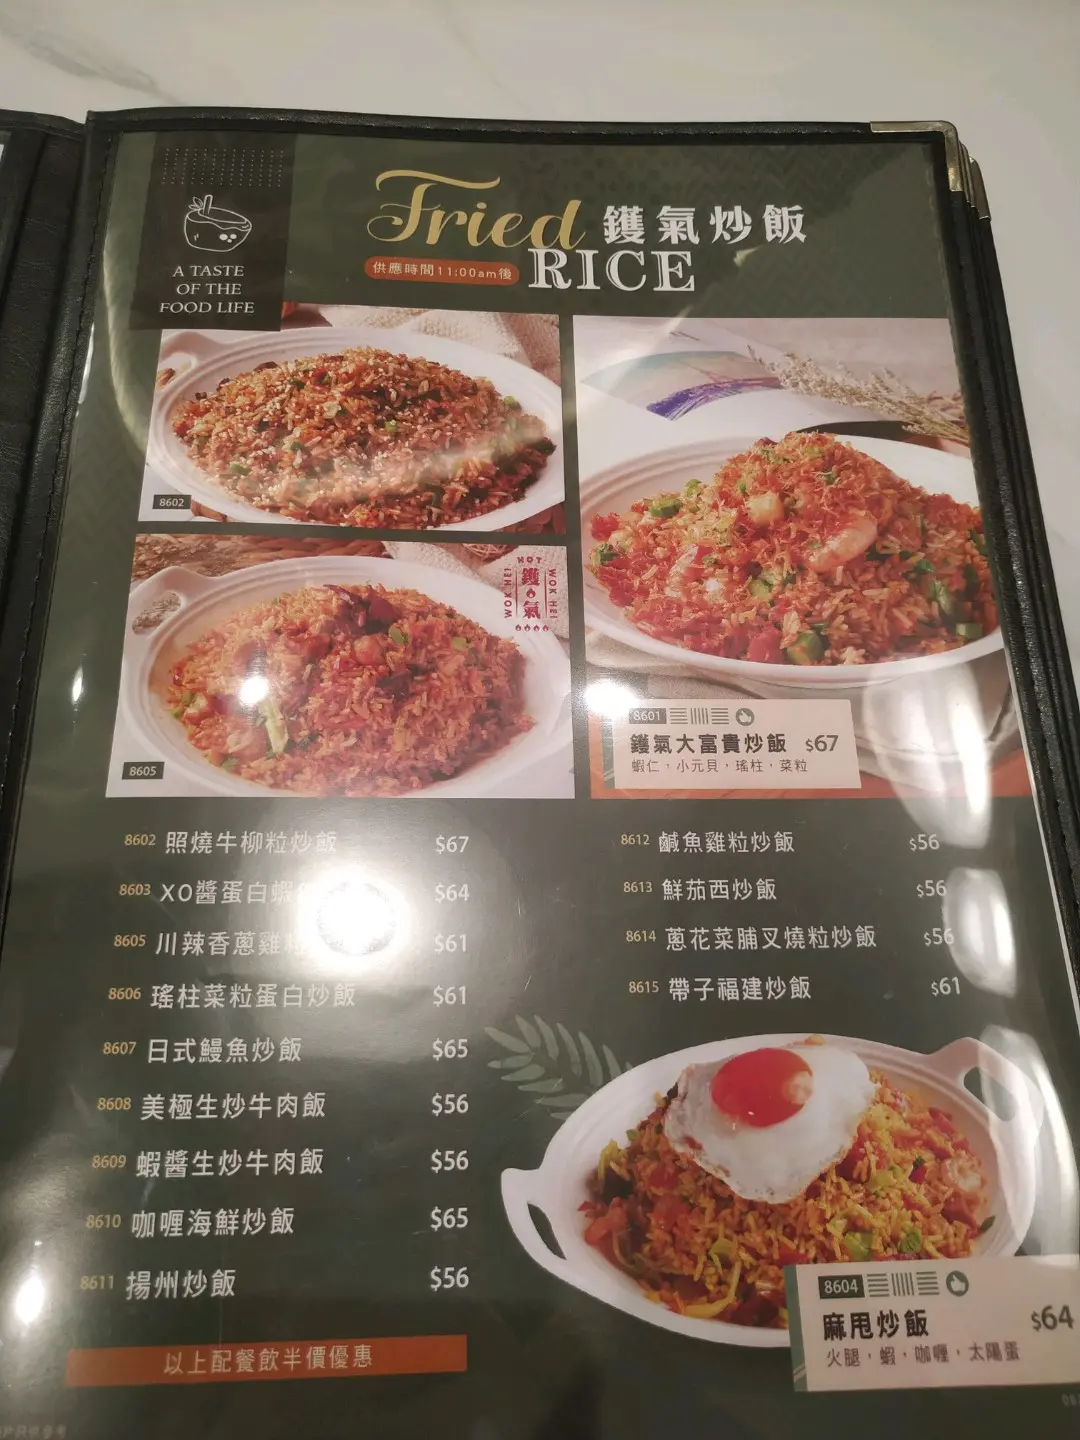 A TASTE
OF THE
FOOD LIFE
Fried 鑊氣炒飯
RICE
供應時間11:00am後
8602
HOT
WOK HEI 鑊氣 WOK HEI
8605
8601
鑊氣大富貴炒飯 $67
蝦仁，小元貝，瑤柱，菜粒
8602 照燒牛柳粒炒飯 $67
8603 XO醬蛋白蝦 $64
8605 川辣香蔥雞 $61
8606 瑤柱菜粒蛋白炒飯 $61
8607 日式鰻魚炒飯 $65
8608 美極生炒牛肉飯 $56
8609 蝦醬生炒牛肉飯 $56
8610 咖喱海鮮炒飯 $65
8611 揚州炒飯 $56
8612 鹹魚雞粒炒飯 $56
8613 鮮茄西炒飯 $56
8614 蔥花菜脯叉燒粒炒飯 $56
8615 帶子福建炒飯 $61
以上配餐飲半價優惠
8604
麻甩炒飯 $64
火腿，蝦，咖喱，太陽蛋